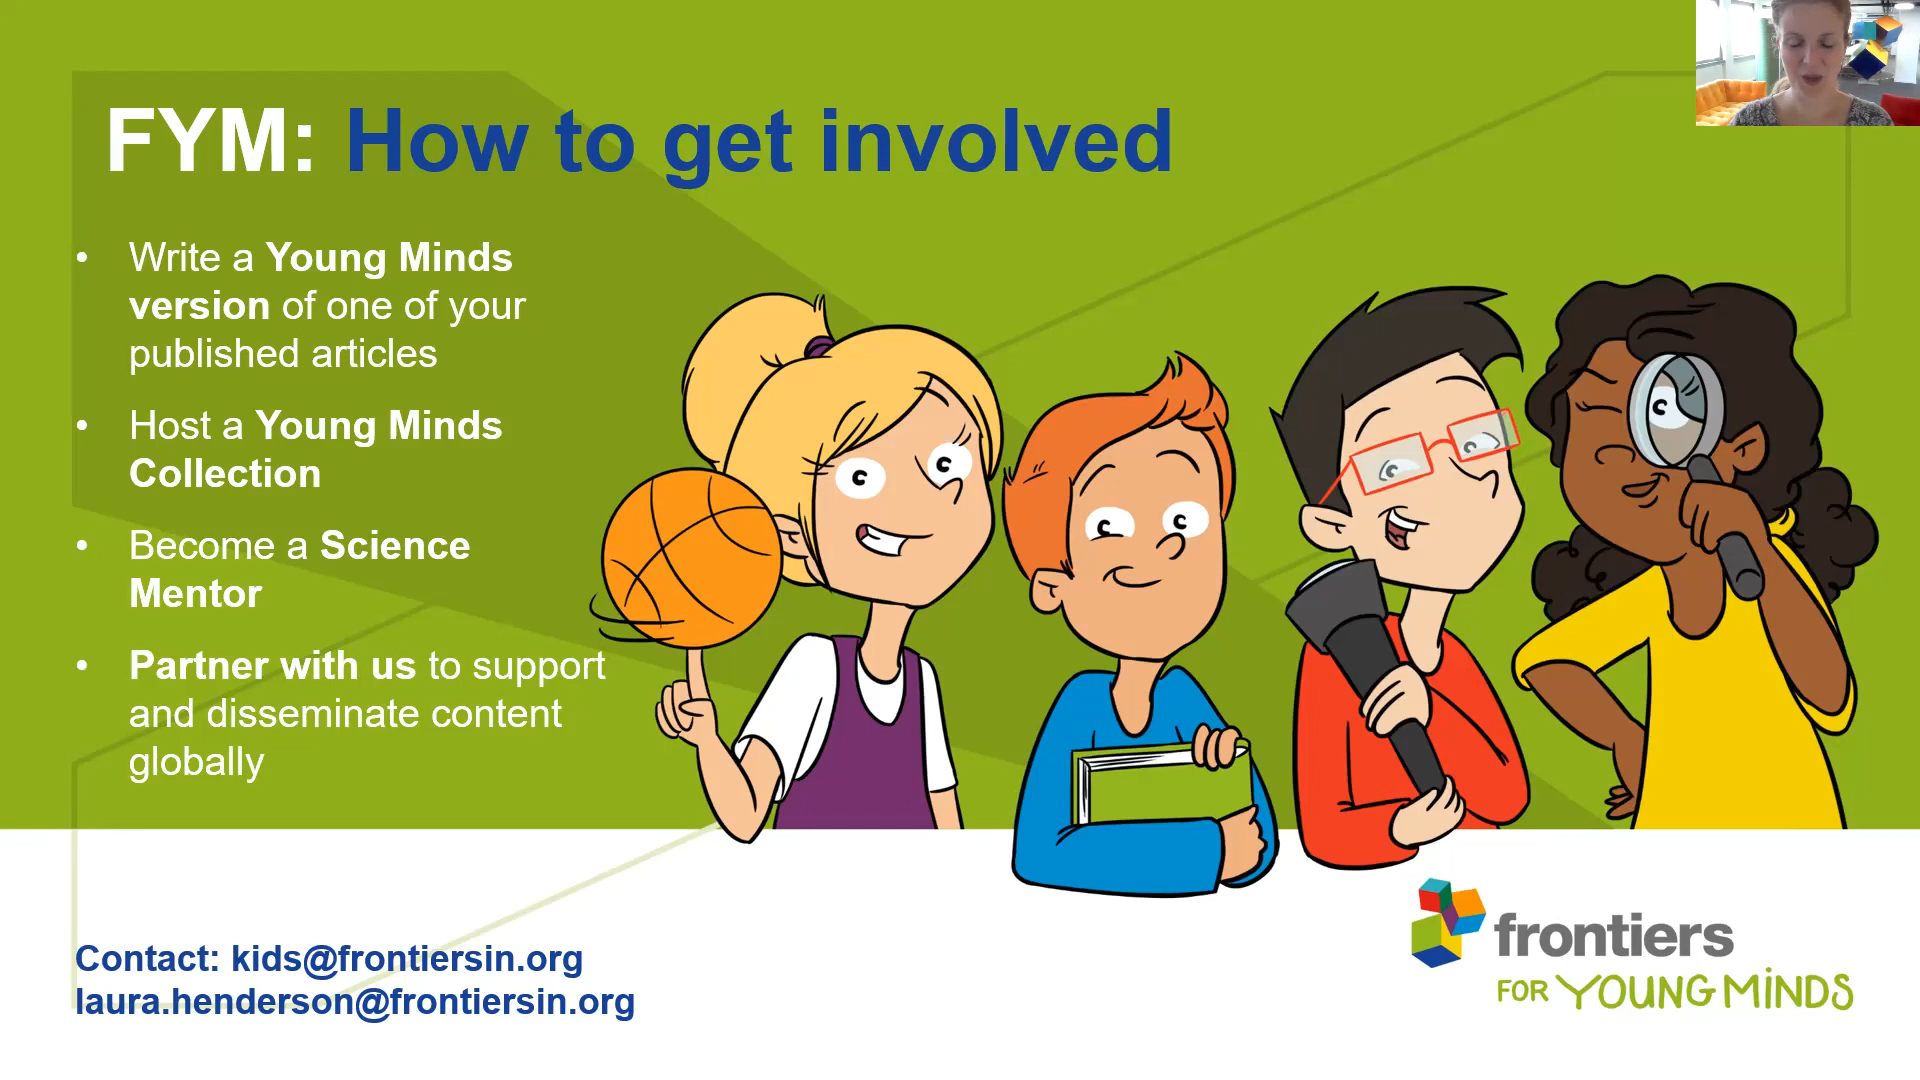 FYM: How to get involved
• Write a Young Minds
version of one of your
published articles
• Host a Young Minds
Collection
• Become a Science
Mentor
• Partner with us to support
and disseminate content
globally
Contact: kids@frontiersin.org
laura.henderson@frontiersin.org
frontiers
FOR YOUNG MINDS